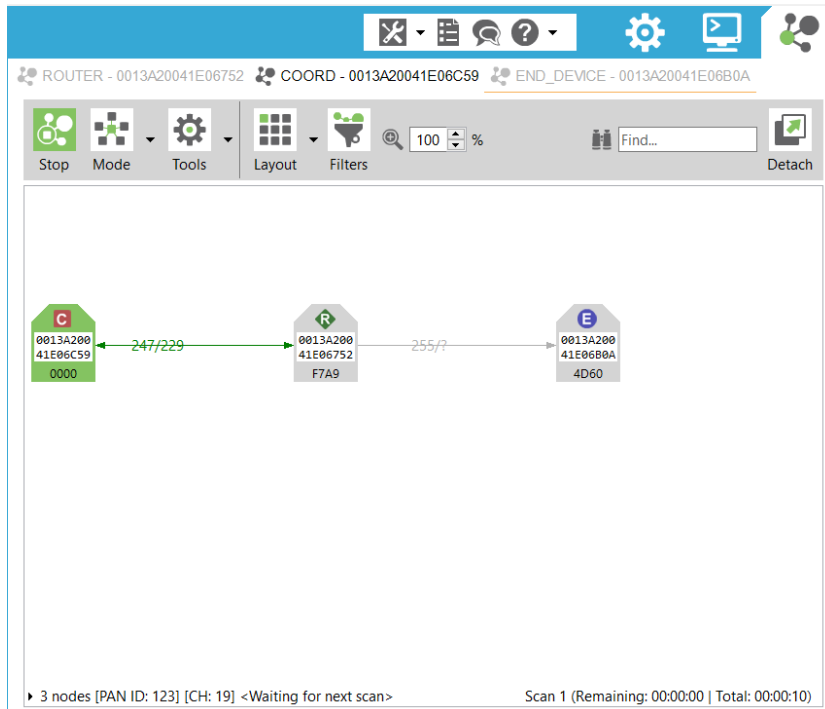 ROUTER - 0013A20041E06752 COORD - 0013A20041E06C59 END_DEVICE - 0013A20041E06B0A
100 % Find...
Stop Mode Tools Layout Filters Detach
C R E
0013A200 0013A200 0013A200
41E06C59 247/229 41E06752 255/? 41E06B0A
0000 F7A9 4D60
3 nodes [PAN ID: 123] [CH: 19] <Waiting for next scan> Scan 1 (Remaining: 00:00:00 | Total: 00:00:10)